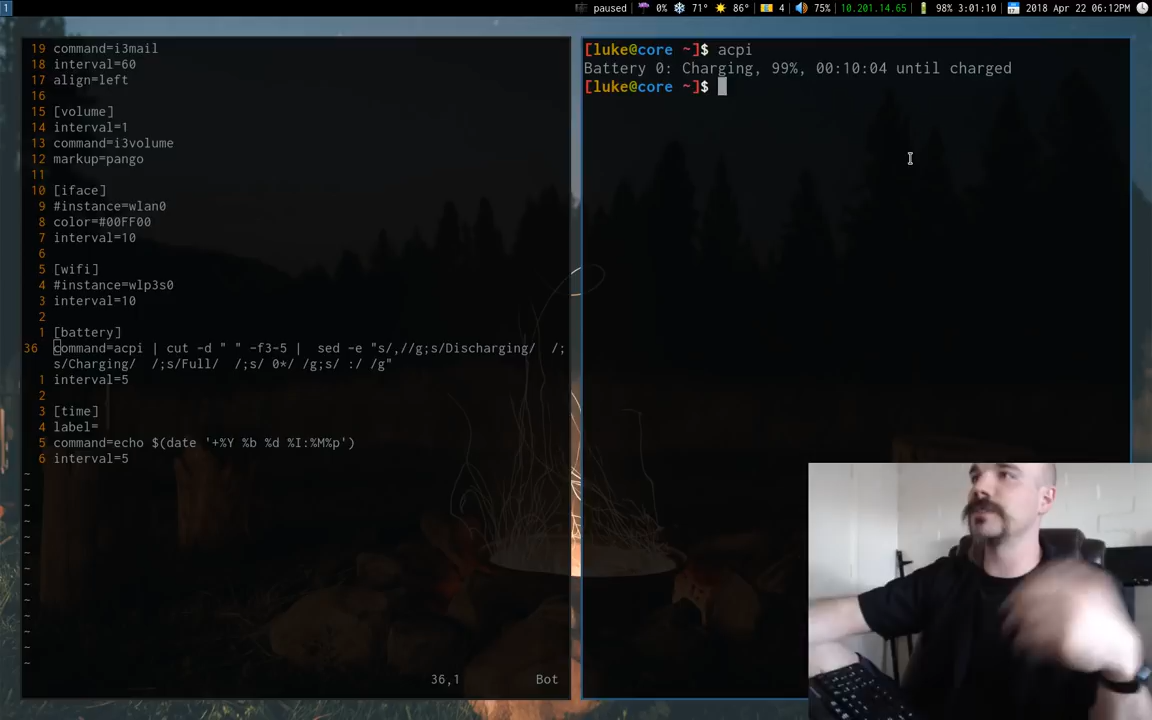 1 paused 0% 71° 86° 4 75% 10.201.14.65 98% 3:01:10 2018 Apr 22 06:12PM
19 command=i3mail
18 interval=60
17 align=left
16
15 [volume]
14 interval=1
13 command=i3volume
12 markup=pango
11
10 [iface]
9 #instance=wlan0
8 color=#00FF00
7 interval=10
6
5 [wifi]
4 #instance=wlp3s0
3 interval=10
2
1 [battery]
36 command=acpi | cut -d " " -f3-5 |  sed -e "s/,//g;s/Discharging/  /;
s/Charging/  /;s/Full/  /;s/ 0*/ /g;s/ :/ /g"
1 interval=5
2
3 [time]
4 label=
5 command=echo $(date '+%Y %b %d %I:%M%p')
6 interval=5
~
~
~
~
~
~
~
~
~
~
~
~
~
36,1 Bot
[luke@core ~]$ acpi
Battery 0: Charging, 99%, 00:10:04 until charged
[luke@core ~]$